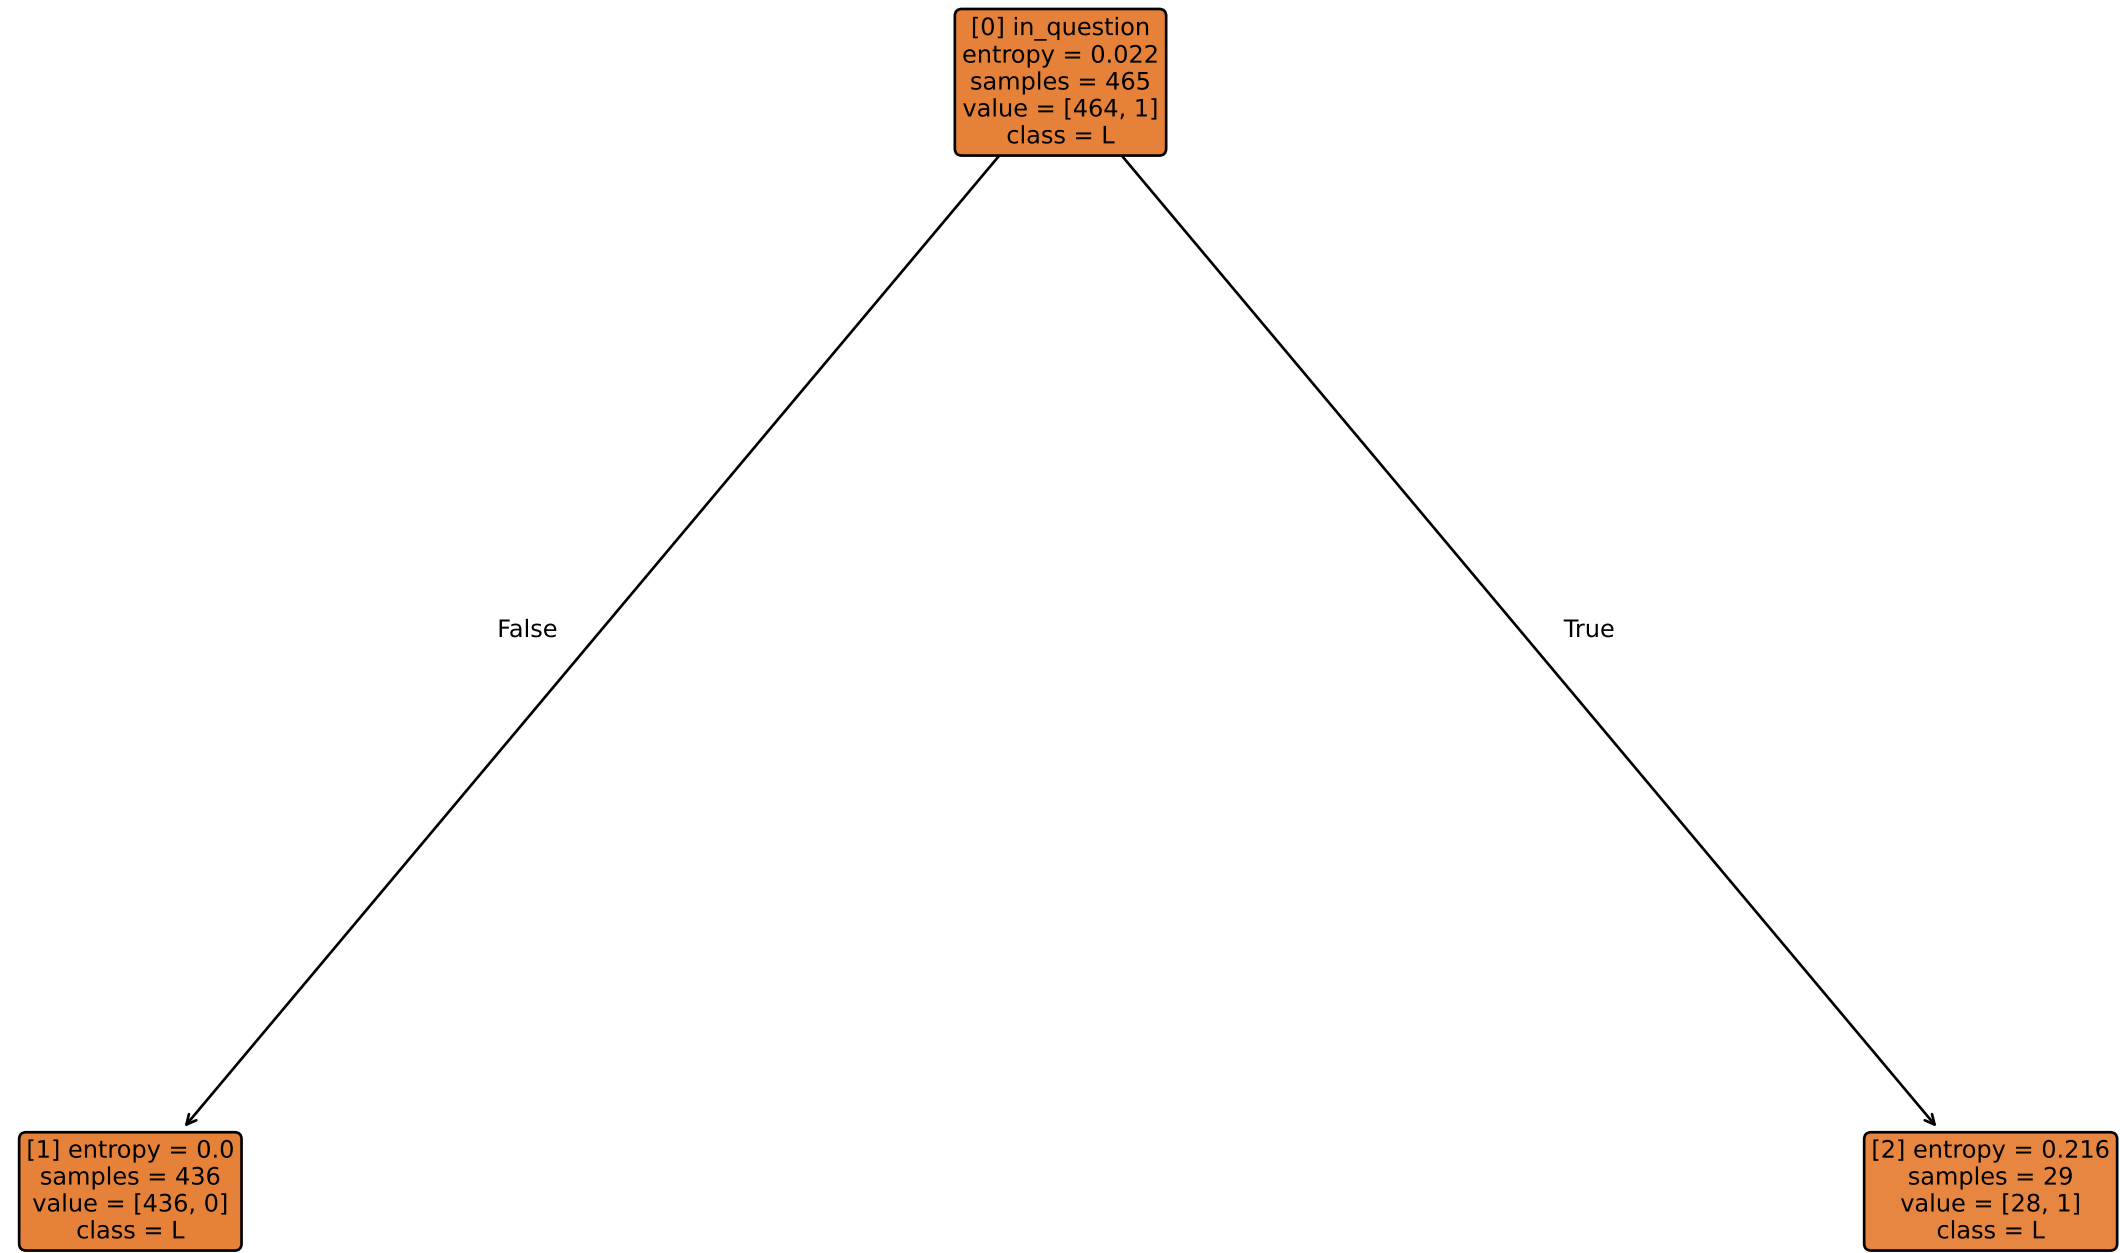 [0] in_question
entropy = 0.022
samples = 465
value = [464, 1]
class = L
False
True
[1] entropy = 0.0
samples = 436
value = [436, 0]
class = L
[2] entropy = 0.216
samples = 29
value = [28, 1]
class = L